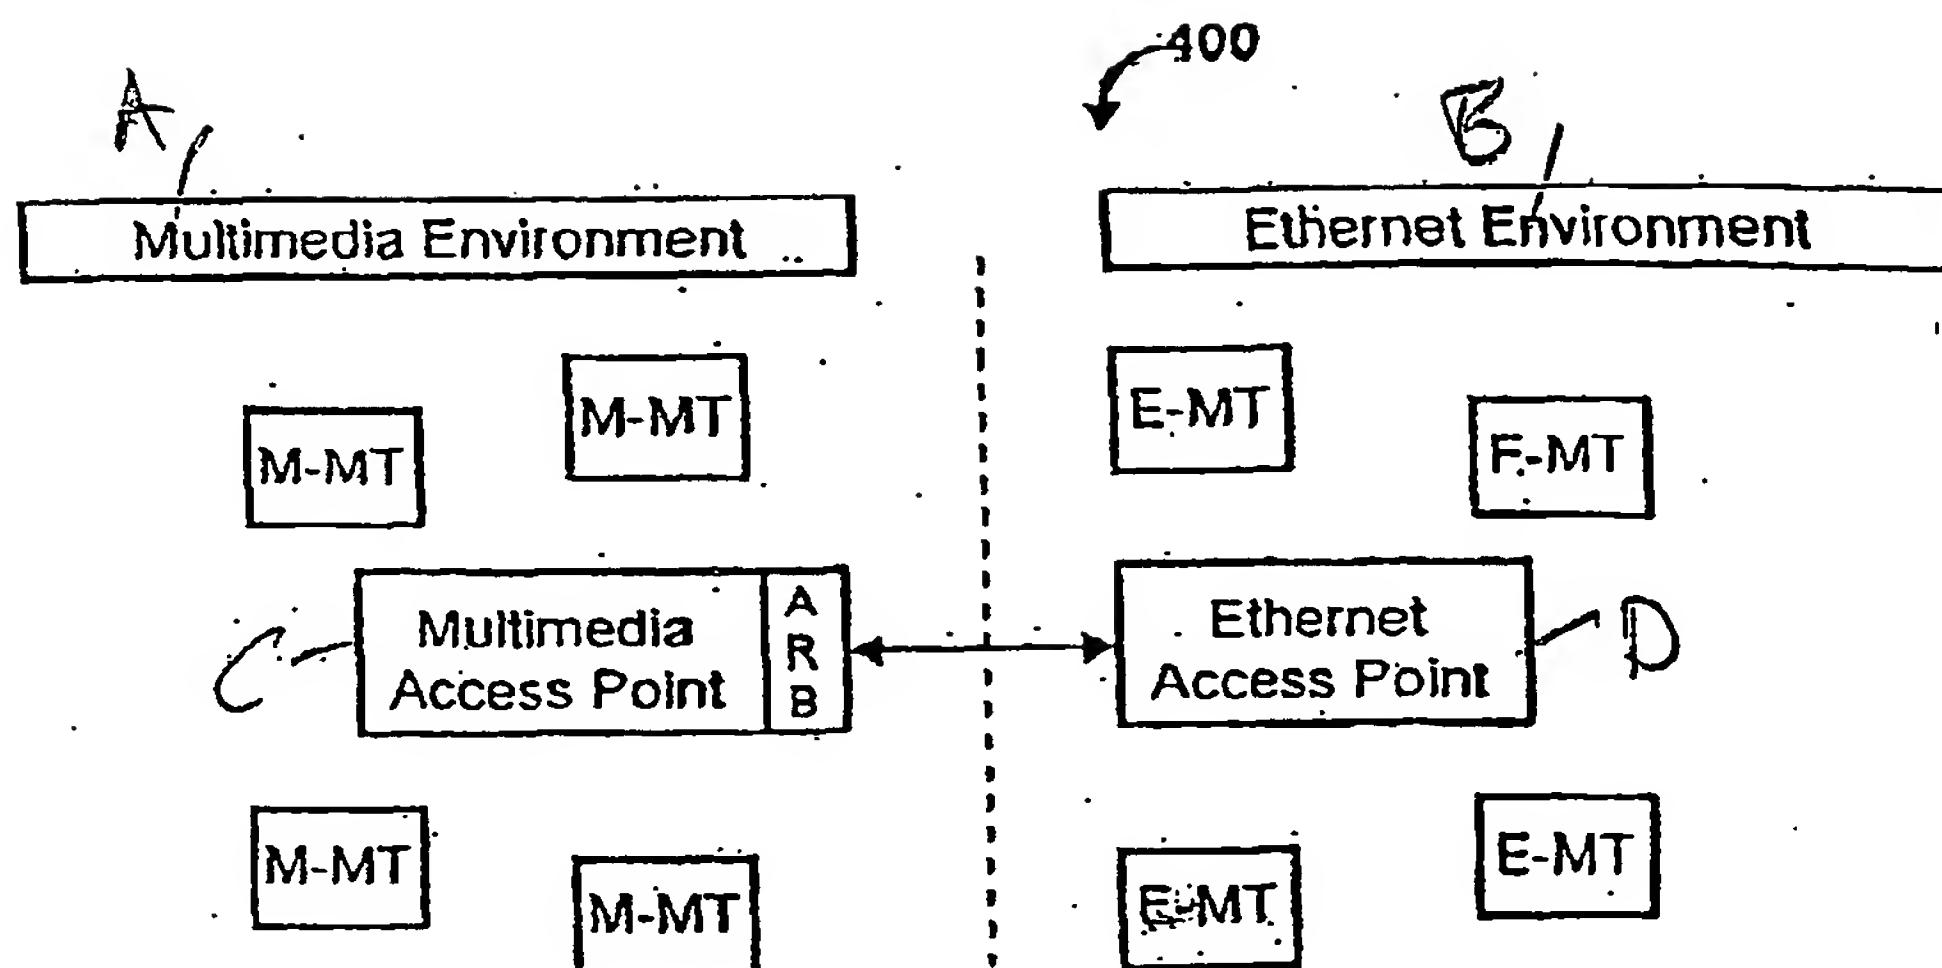 400
A
B
Multimedia Environment
Ethernet Environment
M-MT
M-MT
E-MT
E-MT
Multimedia
Access Point
A
R
B
Ethernet
Access Point
C
D
M-MT
M-MT
E-MT
E-MT